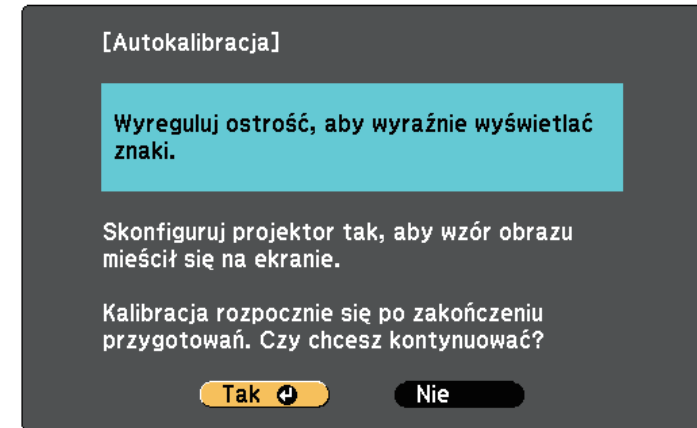 [Autokalibracja]
Wyreguluj ostrość, aby wyraźnie wyświetlać
znaki.
Skonfiguruj projektor tak, aby wzór obrazu
mieścił się na ekranie.
Kalibracja rozpocznie się po zakończeniu
przygotowań. Czy chcesz kontynuować?
Tak Nie